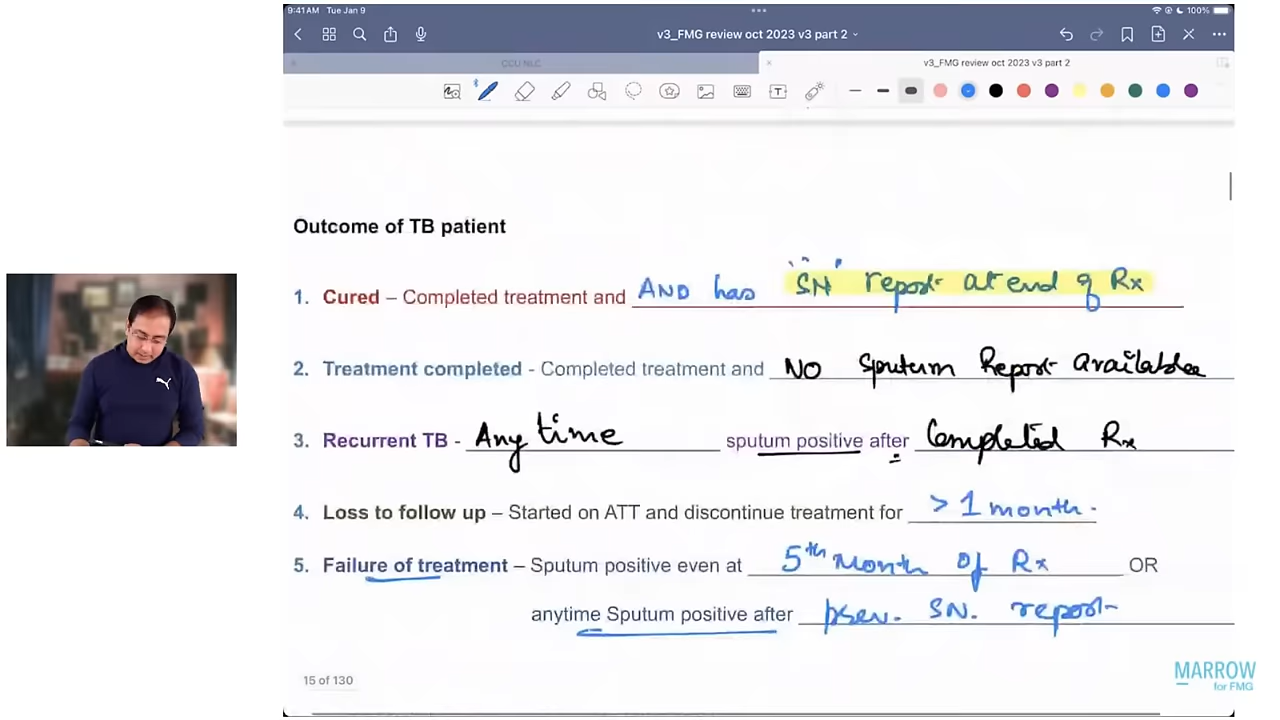 9:41 AM Tue Jan 9
100%
v3_FMG review oct 2023 v3 part 2
CCU NLC
v3_FMG review oct 2023 v3 part 2
Outcome of TB patient
1. Cured – Completed treatment and AND has SN report at end of Rx
2. Treatment completed - Completed treatment and NO Sputum Report available
3. Recurrent TB - Any time sputum positive after Completed Rx
4. Loss to follow up – Started on ATT and discontinue treatment for > 1 month.
5. Failure of treatment – Sputum positive even at 5th Month of Rx OR
anytime Sputum positive after SN. report
15 of 130
MARROW
for FMG